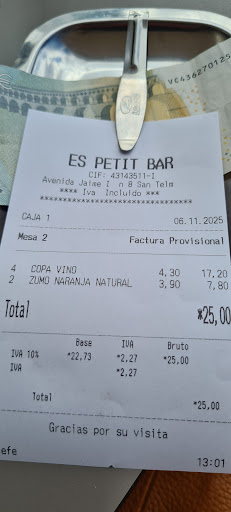 VC436270125
ES PETIT BAR
CIF: 43143511-I
Avenida Jaime I n 8 San Telm
**** Iva Incluido ***
CAJA 1 06.11.2025
Mesa 2 Factura Provisional
4 COPA VINO 4,30 17,20
2 ZUMO NARANJA NATURAL 3,90 7,80
Total *25,00
Base IVA Bruto
IVA 10% *22,73 *2,27 *25,00
IVA *2,27
Total *25,00
Gracias por su visita
efe 13:01